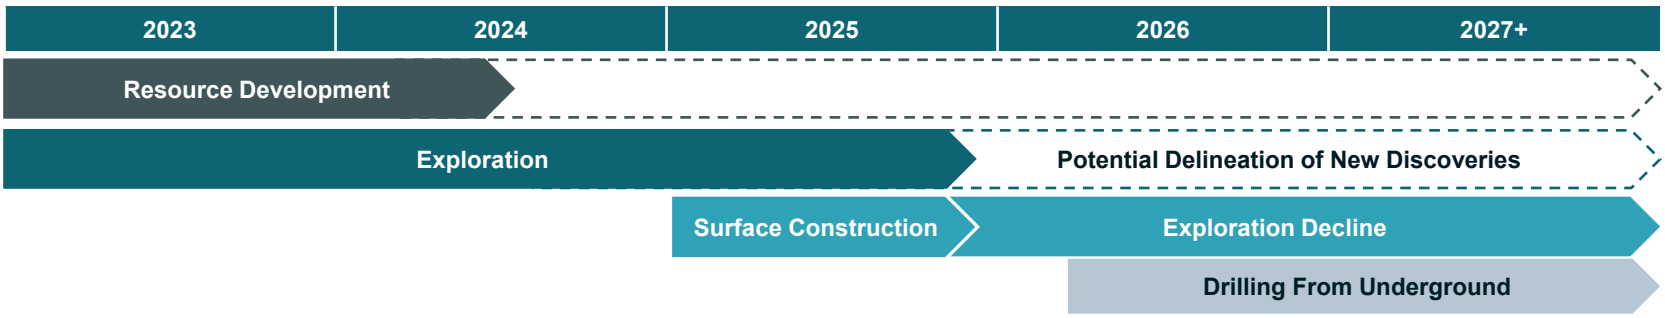 2023 2024 2025 2026 2027+
Resource Development
Exploration Potential Delineation of New Discoveries
Surface Construction Exploration Decline
Drilling From Underground